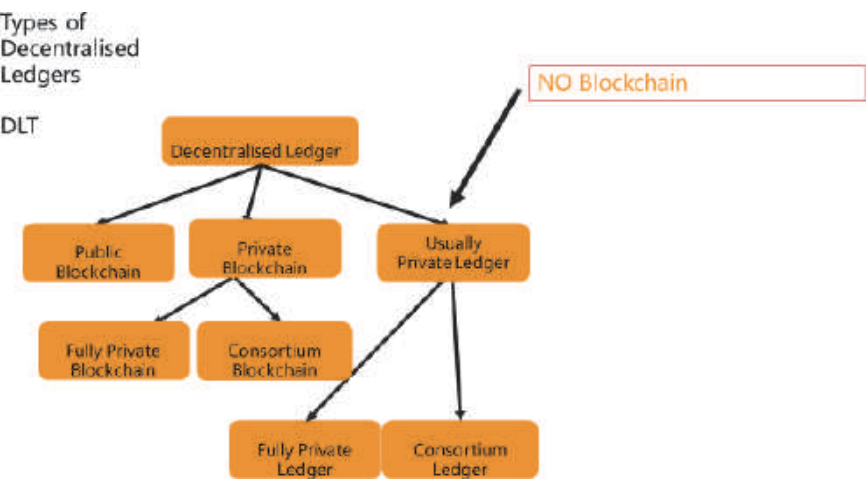 Types of
Decentralised
Ledgers
DLT
NO Blockchain
Decentralised Ledger
Public
Blockchain
Private
Blockchain
Usually
Private Ledger
Fully Private
Blockchain
Consortium
Blockchain
Fully Private
Ledger
Consortium
Ledger